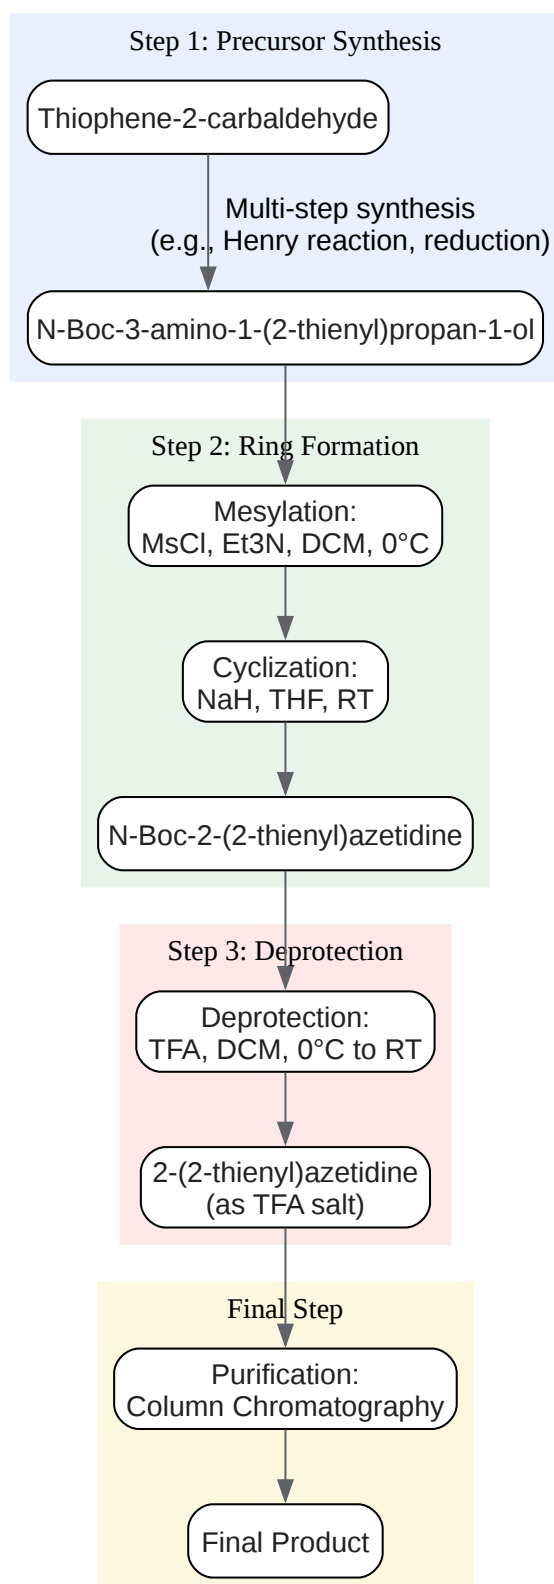 Step 1: Precursor Synthesis
Thiophene-2-carbaldehyde
Multi-step synthesis
(e.g., Henry reaction, reduction)
N-Boc-3-amino-1-(2-thienyl)propan-1-ol
Step 2: Ring Formation
Mesylation:
MsCl, Et3N, DCM, 0°C
Cyclization:
NaH, THF, RT
N-Boc-2-(2-thienyl)azetidine
Step 3: Deprotection
Deprotection:
TFA, DCM, 0°C to RT
2-(2-thienyl)azetidine
(as TFA salt)
Final Step
Purification:
Column Chromatography
Final Product